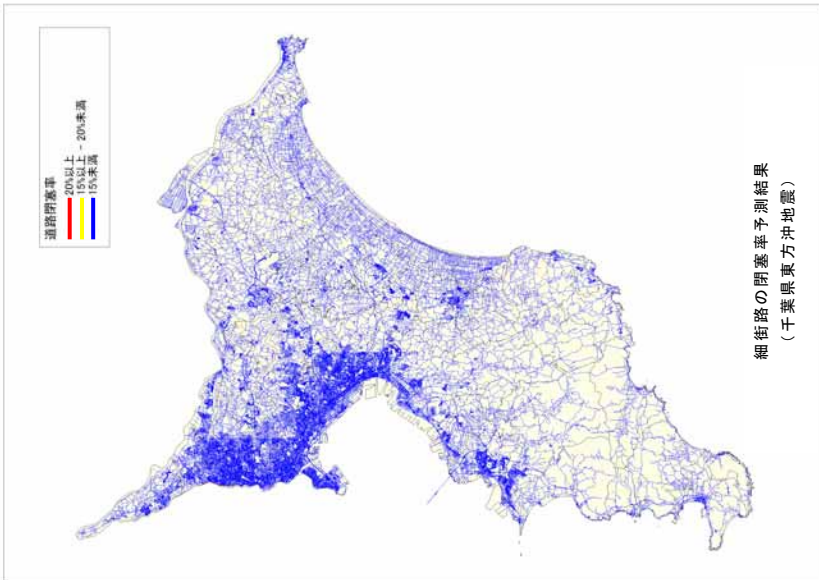 道路閉塞率
20%以上
15%以上 - 20%未満
15%未満
細街路の閉塞率予測結果
(千葉県東方沖地震)